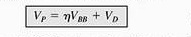 V_P = ηV_BB + V_D